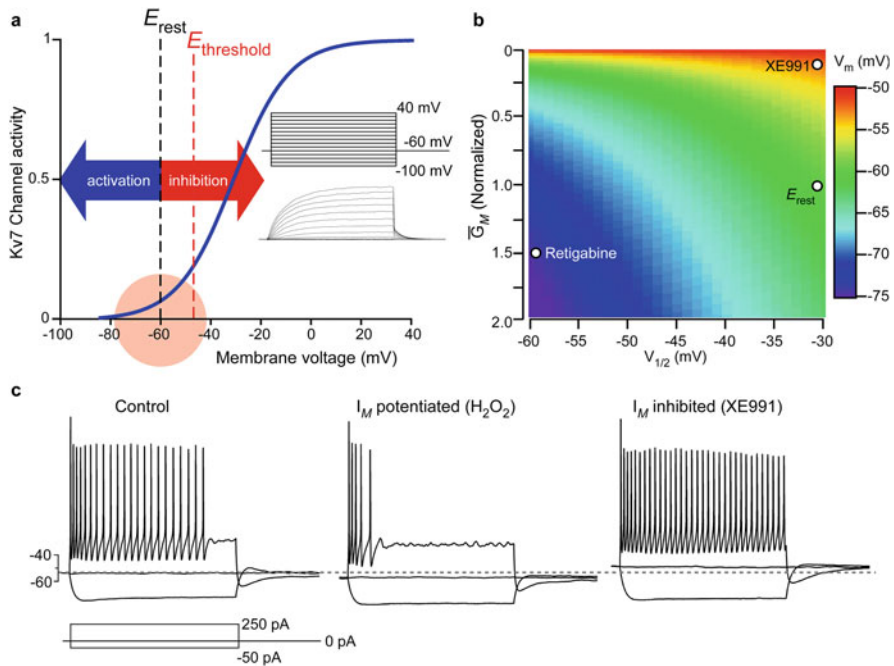 a
E_rest
E_threshold
Kv7 Channel activity
1
0.5
0
activation
inhibition
40 mV
-60 mV
-100 mV
-100
-80
-60
-40
-20
0
20
40
Membrane voltage (mV)
b
G̅_M (Normalized)
0
0.5
1.0
1.5
2.0
XE991
E_rest
Retigabine
-60
-55
-50
-45
-40
-35
-30
V_1/2 (mV)
V_m (mV)
-50
-55
-60
-65
-70
-75
c
Control
I_M potentiated (H₂O₂)
I_M inhibited (XE991)
-40
-60
250 pA
0 pA
-50 pA